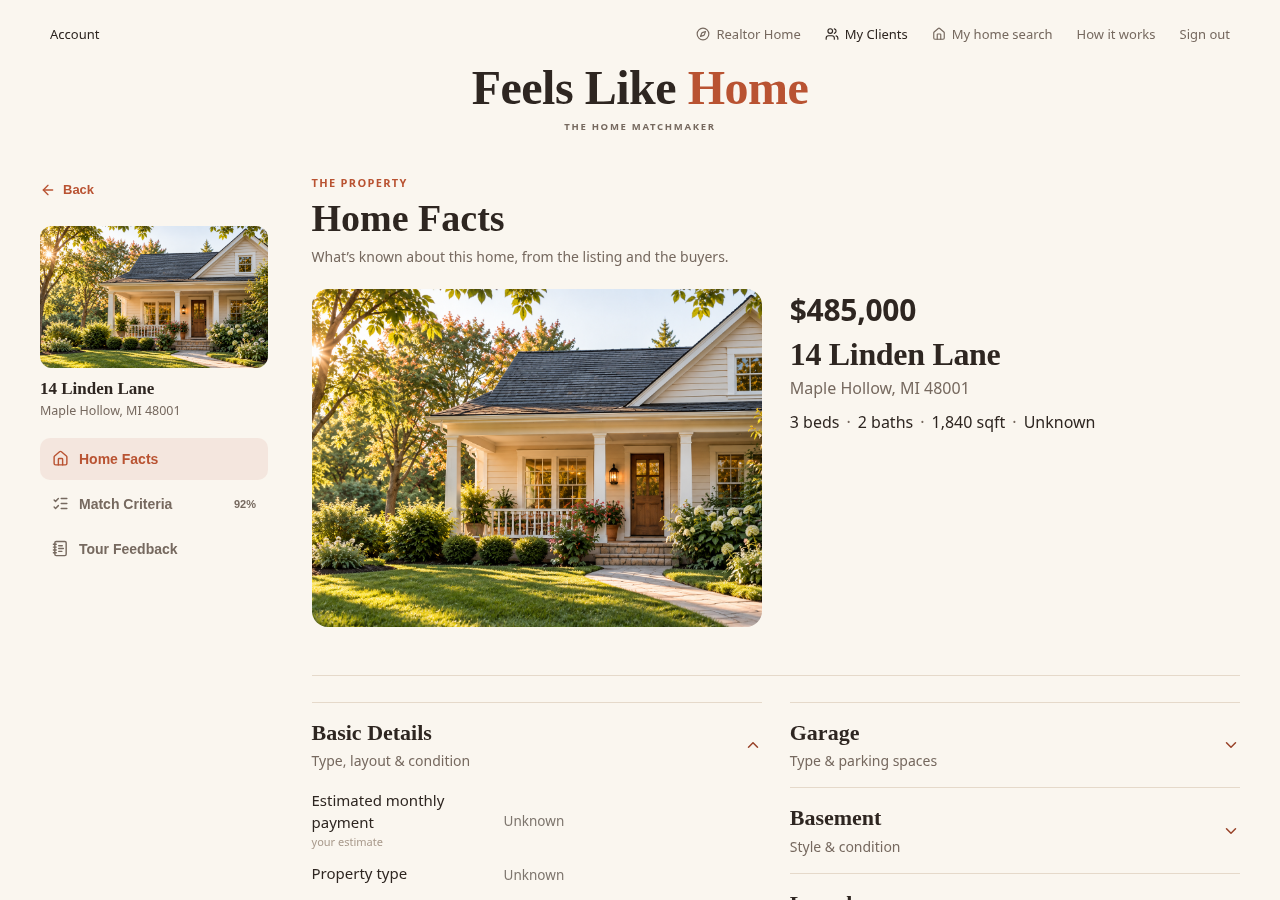 Account
Realtor Home
My Clients
My home search
How it works
Sign out
Feels Like Home
THE HOME MATCHMAKER
Back
14 Linden Lane
Maple Hollow, MI 48001
Home Facts
Match Criteria 92%
Tour Feedback
THE PROPERTY
Home Facts
What's known about this home, from the listing and the buyers.
$485,000
14 Linden Lane
Maple Hollow, MI 48001
3 beds · 2 baths · 1,840 sqft · Unknown
Basic Details
Type, layout & condition
Estimated monthly
payment
your estimate
Unknown
Property type
Unknown
Garage
Type & parking spaces
Basement
Style & condition